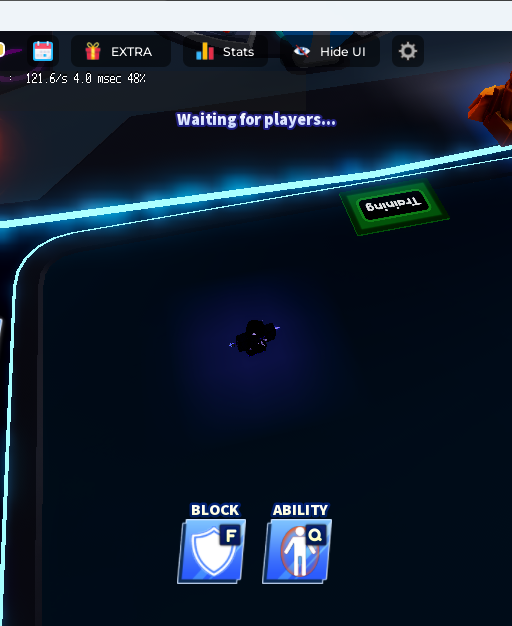 EXTRA
Stats
Hide UI
: 121.6/s 4.0 msec 48%
Waiting for players...
Training
BLOCK
ABILITY
F
Q